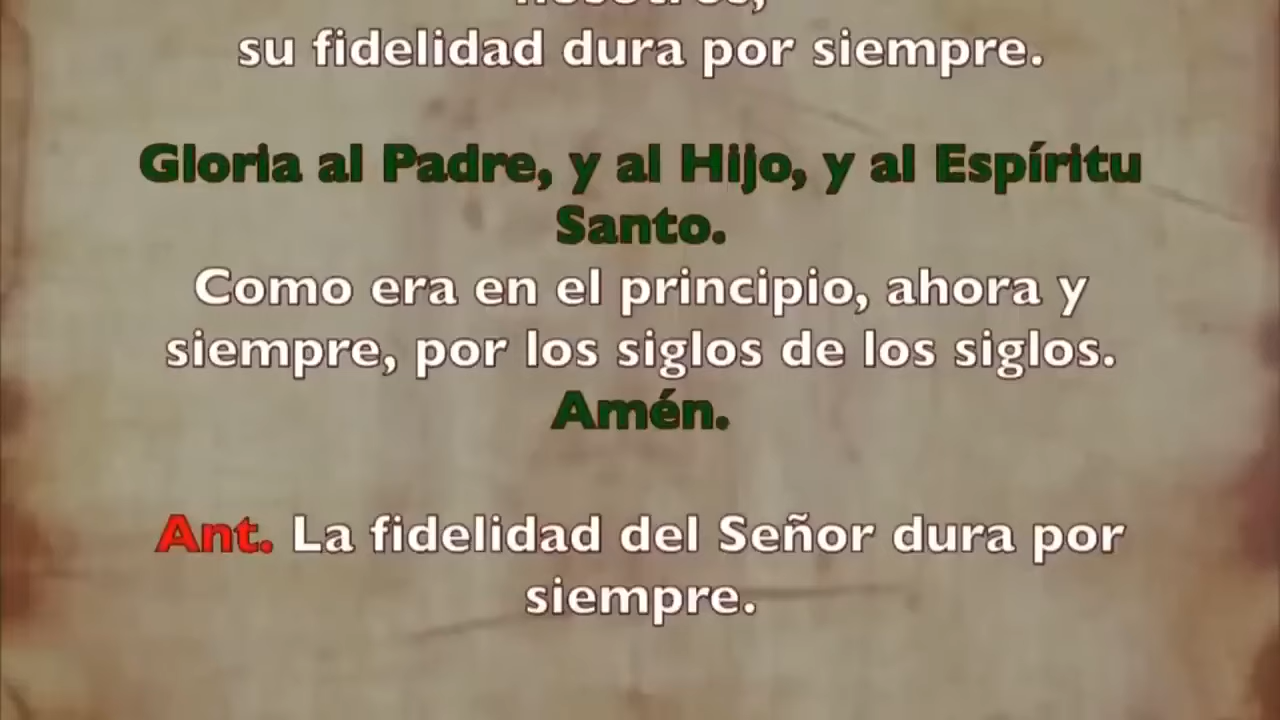 su fidelidad dura por siempre.
Gloria al Padre, y al Hijo, y al Espíritu
Santo.
Como era en el principio, ahora y
siempre, por los siglos de los siglos.
Amén.
Ant. La fidelidad del Señor dura por
siempre.